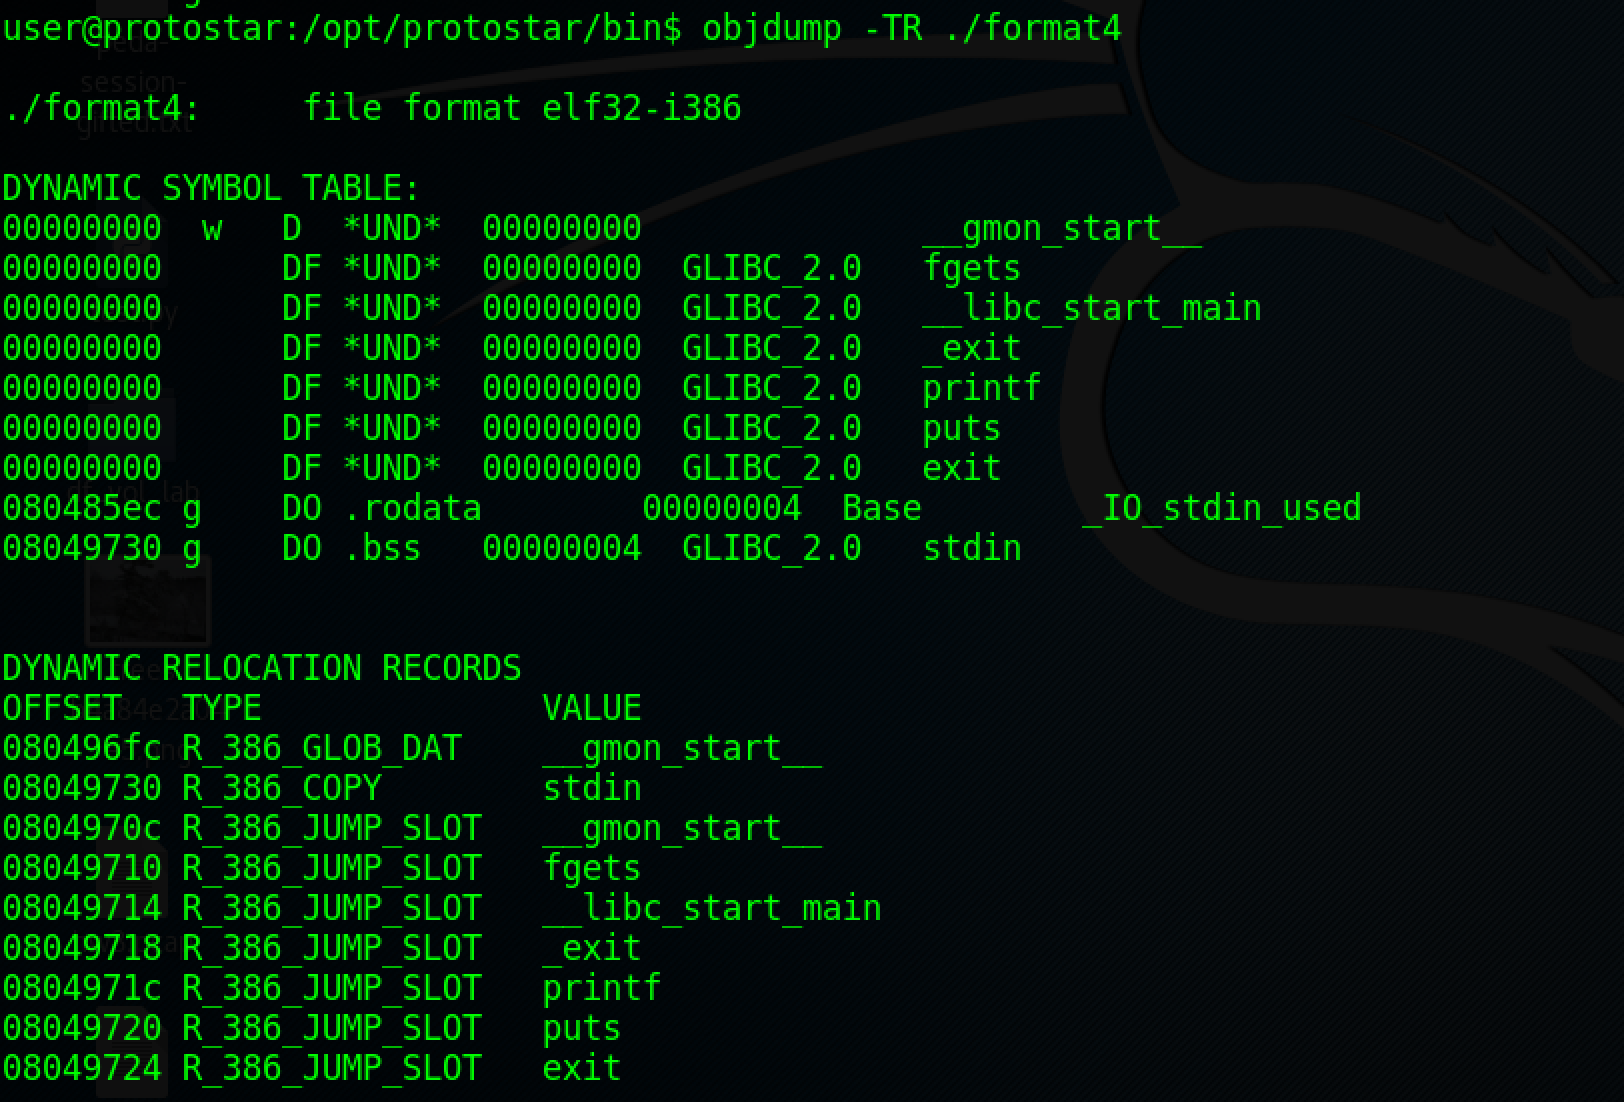 user@protostar:/opt/protostar/bin$ objdump -TR ./format4
./format4:     file format elf32-i386
DYNAMIC SYMBOL TABLE:
00000000  w   D  *UND*  00000000              __gmon_start__
00000000      DF *UND*  00000000  GLIBC_2.0   fgets
00000000      DF *UND*  00000000  GLIBC_2.0   __libc_start_main
00000000      DF *UND*  00000000  GLIBC_2.0   _exit
00000000      DF *UND*  00000000  GLIBC_2.0   printf
00000000      DF *UND*  00000000  GLIBC_2.0   puts
00000000      DF *UND*  00000000  GLIBC_2.0   exit
080485ec g    DO .rodata        00000004  Base        _IO_stdin_used
08049730 g    DO .bss   00000004  GLIBC_2.0   stdin
DYNAMIC RELOCATION RECORDS
OFFSET   TYPE              VALUE
080496fc R_386_GLOB_DAT    __gmon_start__
08049730 R_386_COPY        stdin
0804970c R_386_JUMP_SLOT   __gmon_start__
08049710 R_386_JUMP_SLOT   fgets
08049714 R_386_JUMP_SLOT   __libc_start_main
08049718 R_386_JUMP_SLOT   _exit
0804971c R_386_JUMP_SLOT   printf
08049720 R_386_JUMP_SLOT   puts
08049724 R_386_JUMP_SLOT   exit